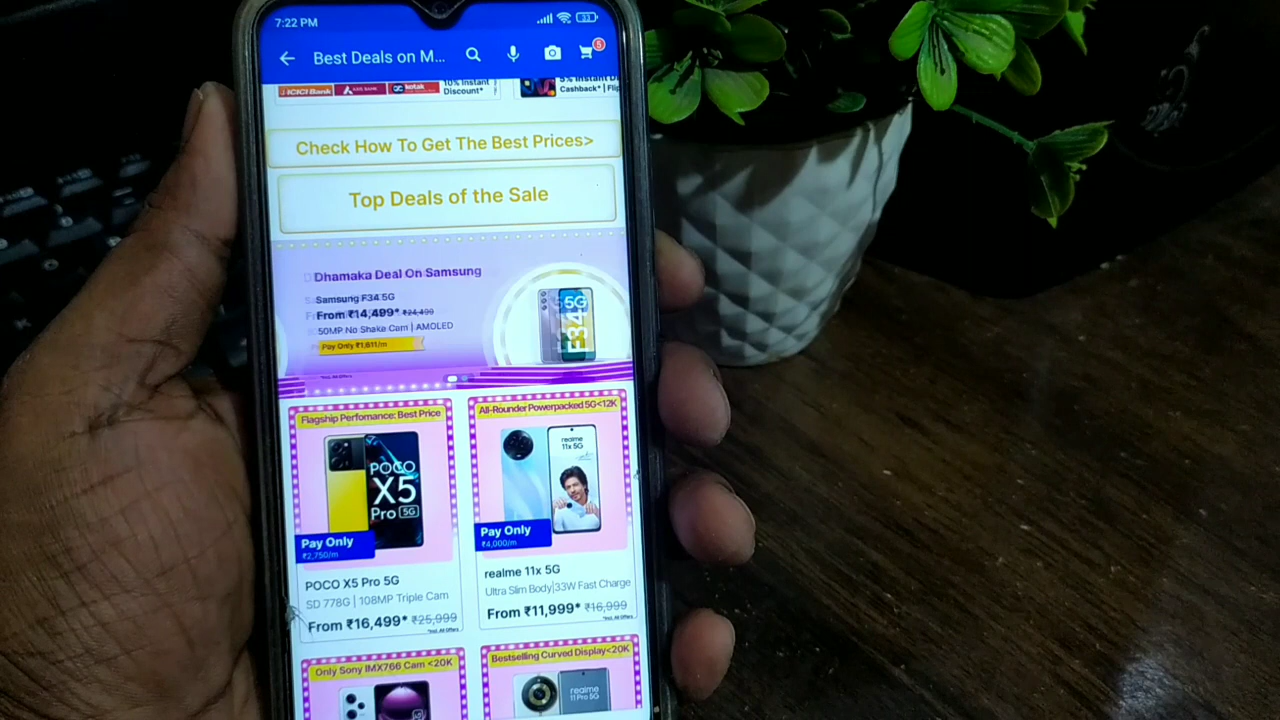 7:22 PM
33
Best Deals on M...
5
ICICI Bank
AXIS BANK
kotak
10% Instant
Discount*
5% Instant D
Cashback* | Flip
Check How To Get The Best Prices>
Top Deals of the Sale
Dhamaka Deal On Samsung
Samsung F34 5G
From ₹14,499* ₹24,499
50MP No Shake Cam | AMOLED
Pay Only ₹1,611/m
*Incl. All Offers
5G
F34
Flagship Perfomance: Best Price
POCO
X5
Pro 5G
Pay Only
₹2,750/m
POCO X5 Pro 5G
SD 778G | 108MP Triple Cam
From ₹16,499* ₹25,999
*Incl. All Offers
All-Rounder Powerpacked 5G<12K
realme
11x 5G
Pay Only
₹4,000/m
realme 11x 5G
Ultra Slim Body|33W Fast Charge
From ₹11,999* ₹16,999
*Incl. All Offers
Only Sony IMX766 Cam <20K
Bestselling Curved Display<20K
realme
11 Pro 5G